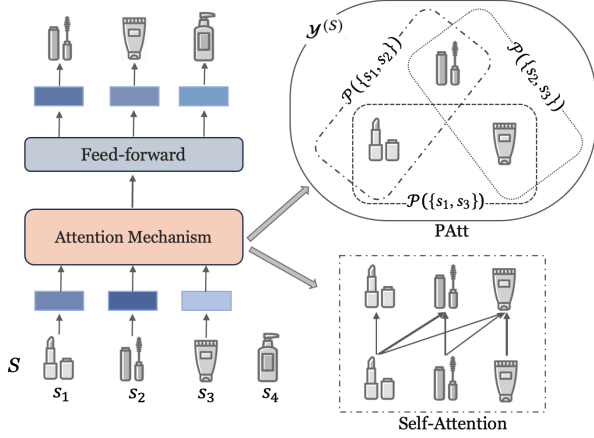 Feed-forward
Attention Mechanism
S
s₁ s₂ s₃ s₄
𝒴⁽ˢ⁾
𝒫({s₁, s₂})
𝒫({s₂, s₃})
𝒫({s₁, s₃})
PAtt
Self-Attention